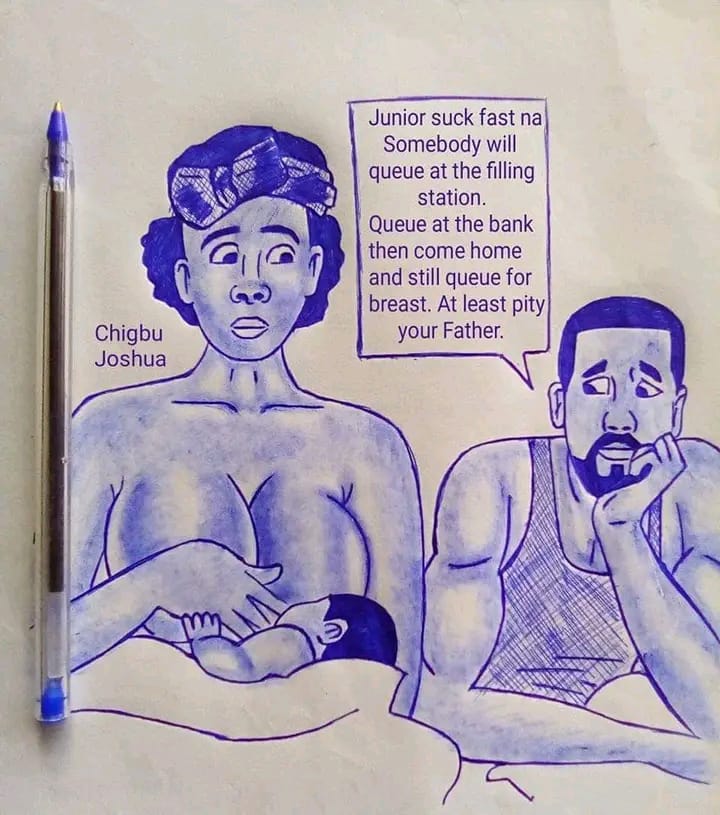 Junior suck fast na
Somebody will
queue at the filling
station.
Queue at the bank
then come home
and still queue for
breast. At least pity
your Father.
Chigbu
Joshua